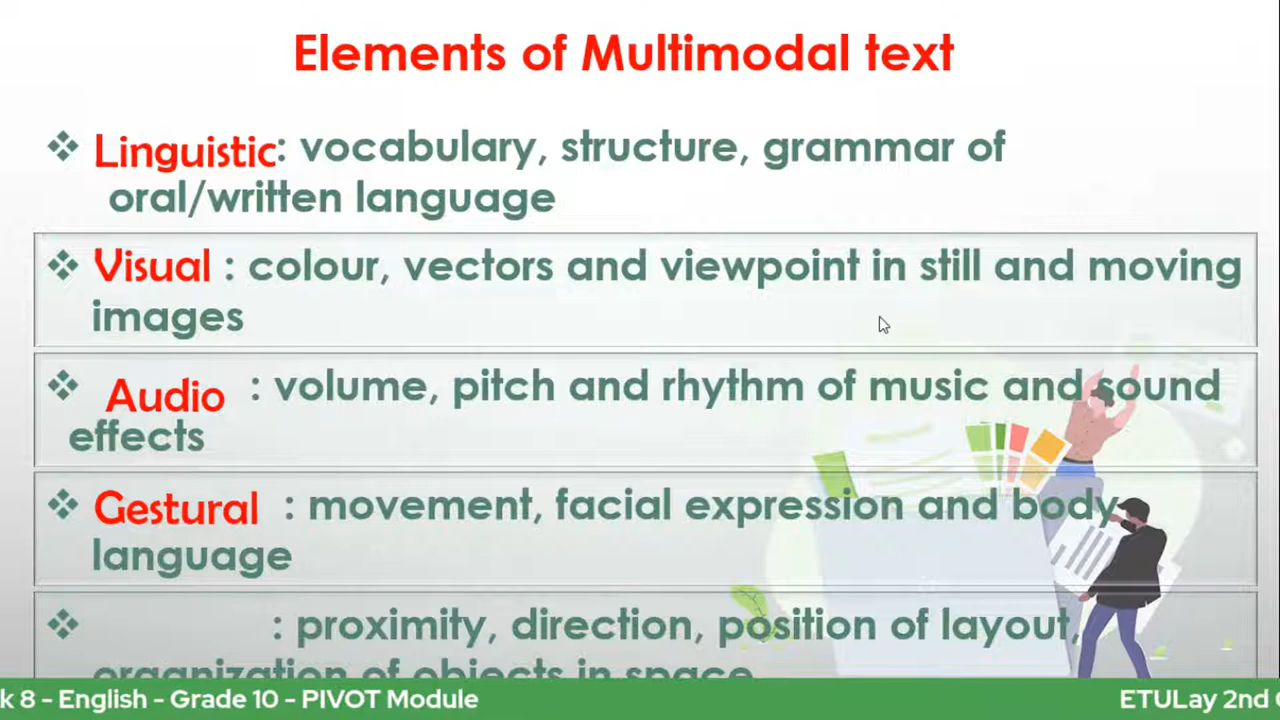 Elements of Multimodal text
❖ Linguistic: vocabulary, structure, grammar of
oral/written language
❖ Visual : colour, vectors and viewpoint in still and moving
images
❖ Audio : volume, pitch and rhythm of music and sound
effects
❖ Gestural : movement, facial expression and body
language
❖ : proximity, direction, position of layout,
organization of objects in space
k 8 - English - Grade 10 - PIVOT Module
ETULay 2nd